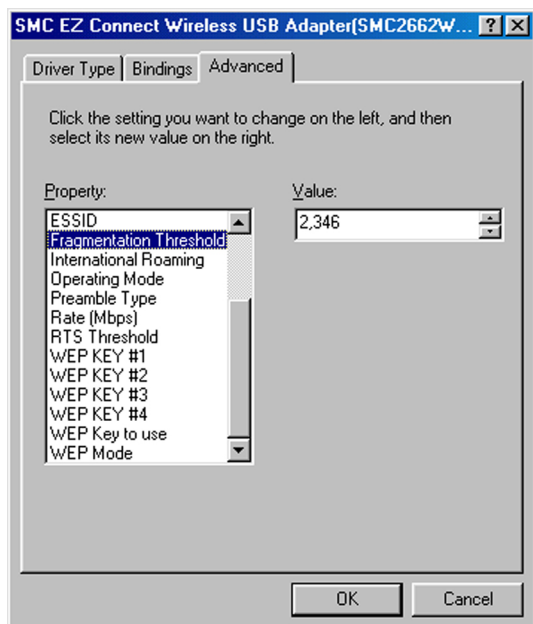 SMC EZ Connect Wireless USB Adapter(SMC2662W...
Driver Type Bindings Advanced
Click the setting you want to change on the left, and then
select its new value on the right.
Property:
ESSID
Fragmentation Threshold
International Roaming
Operating Mode
Preamble Type
Rate (Mbps)
RTS Threshold
WEP KEY #1
WEP KEY #2
WEP KEY #3
WEP KEY #4
WEP Key to use
WEP Mode
Value:
2,346
OK Cancel